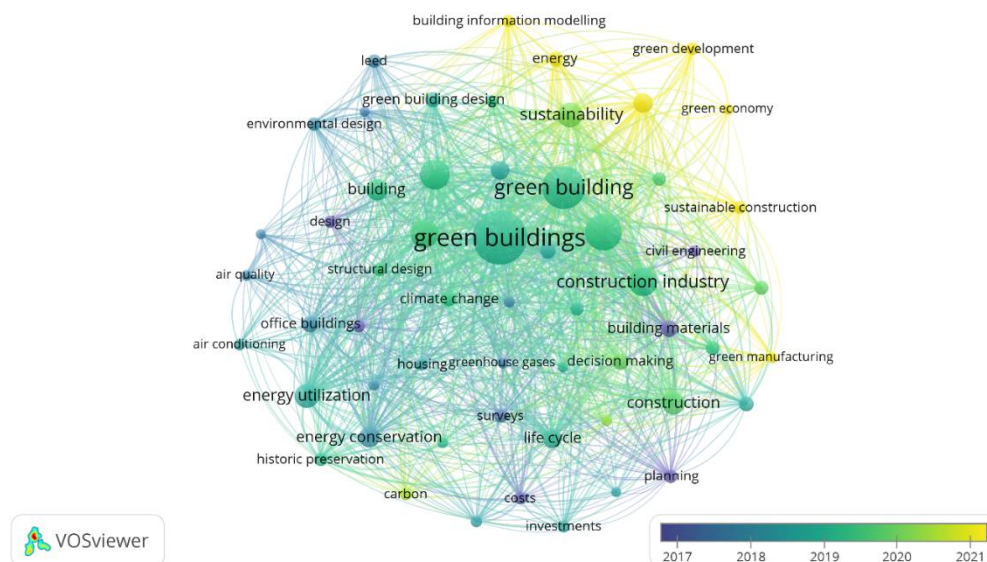 building information modelling
green development
leed
energy
green building design
green economy
sustainability
environmental design
green building
building
sustainable construction
design
green buildings
civil engineering
structural design
air quality
construction industry
climate change
office buildings
building materials
air conditioning
green manufacturing
housing
greenhouse gases
decision making
energy utilization
construction
surveys
energy conservation
life cycle
historic preservation
planning
carbon
costs
investments
VOSviewer
2017 2018 2019 2020 2021